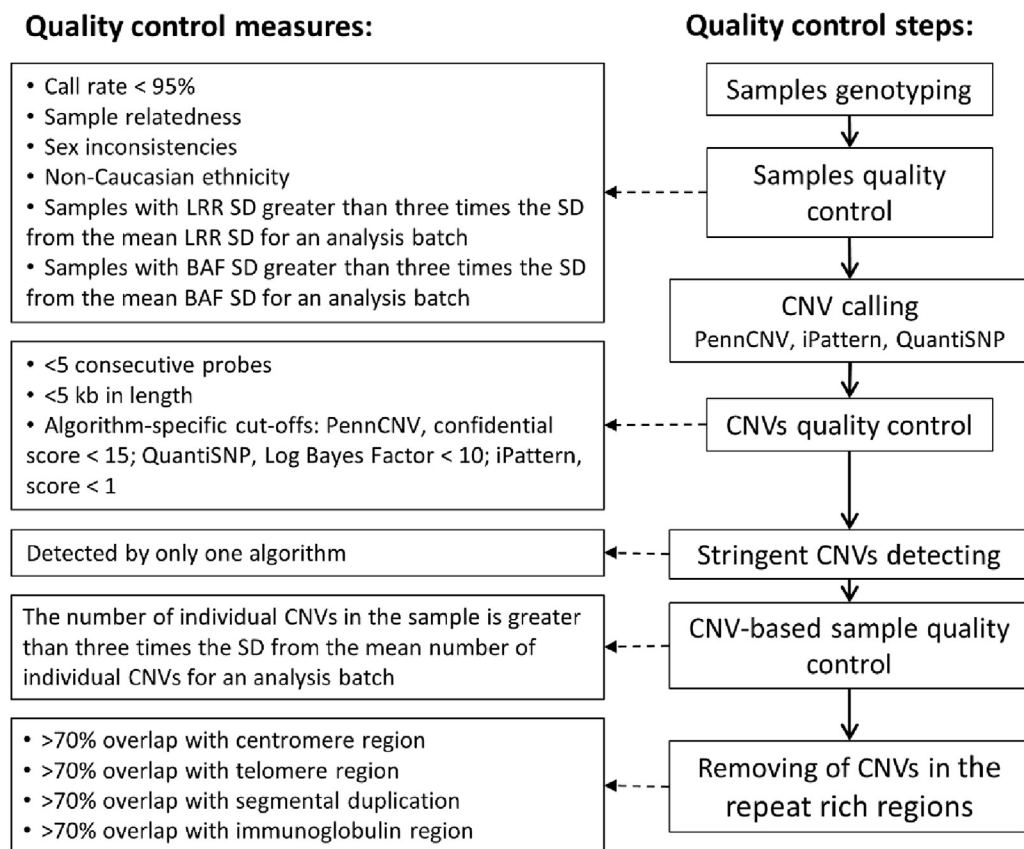 Quality control measures:
• Call rate < 95%
• Sample relatedness
• Sex inconsistencies
• Non-Caucasian ethnicity
• Samples with LRR SD greater than three times the SD
from the mean LRR SD for an analysis batch
• Samples with BAF SD greater than three times the SD
from the mean BAF SD for an analysis batch
• <5 consecutive probes
• <5 kb in length
• Algorithm-specific cut-offs: PennCNV, confidential
score < 15; QuantiSNP, Log Bayes Factor < 10; iPattern,
score < 1
Detected by only one algorithm
The number of individual CNVs in the sample is greater
than three times the SD from the mean number of
individual CNVs for an analysis batch
• >70% overlap with centromere region
• >70% overlap with telomere region
• >70% overlap with segmental duplication
• >70% overlap with immunoglobulin region
Quality control steps:
Samples genotyping
Samples quality
control
CNV calling
PennCNV, iPattern, QuantiSNP
CNVs quality control
Stringent CNVs detecting
CNV-based sample quality
control
Removing of CNVs in the
repeat rich regions